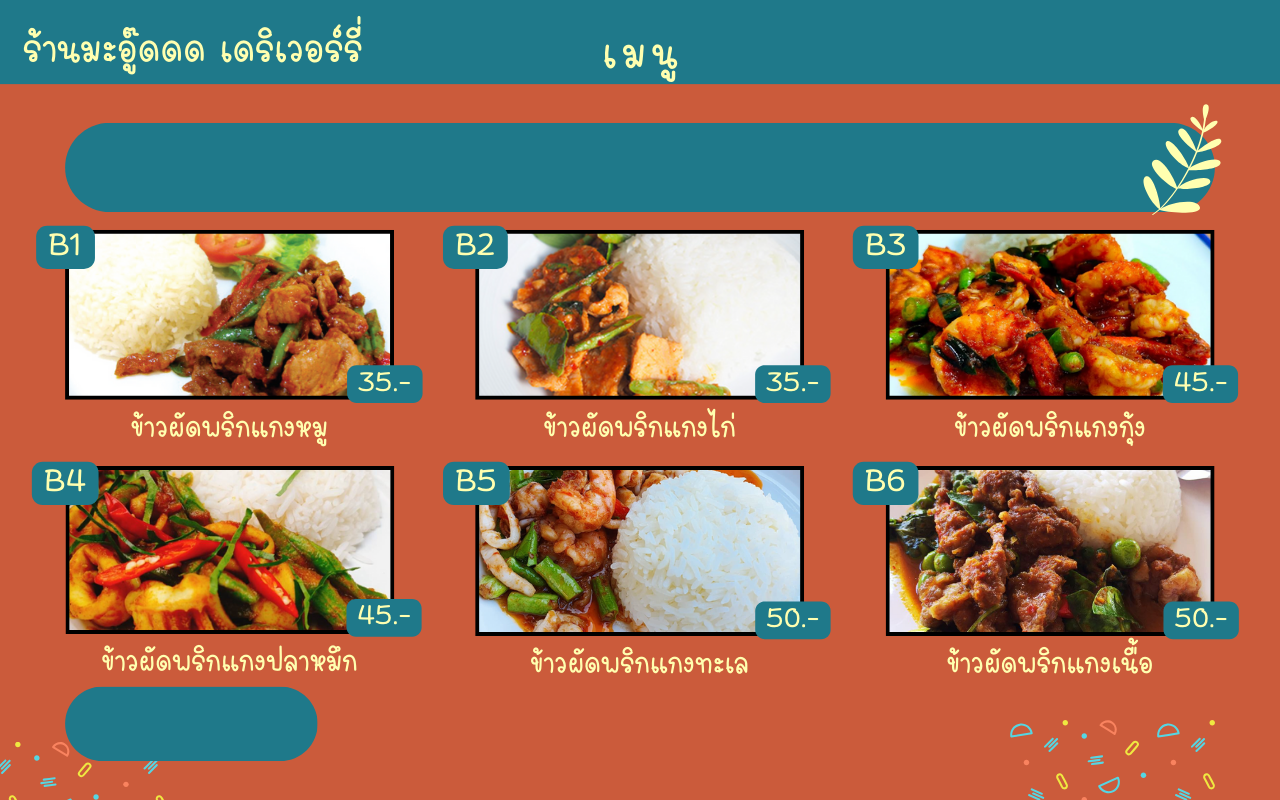 ร้านมะอู๊ดดด เดริเวอร์รี่
เมนู
B1
35.-
ข้าวผัดพริกแกงหมู
B2
35.-
ข้าวผัดพริกแกงไก่
B3
45.-
ข้าวผัดพริกแกงกุ้ง
B4
45.-
ข้าวผัดพริกแกงปลาหมึก
B5
50.-
ข้าวผัดพริกแกงทะเล
B6
50.-
ข้าวผัดพริกแกงเนื้อ